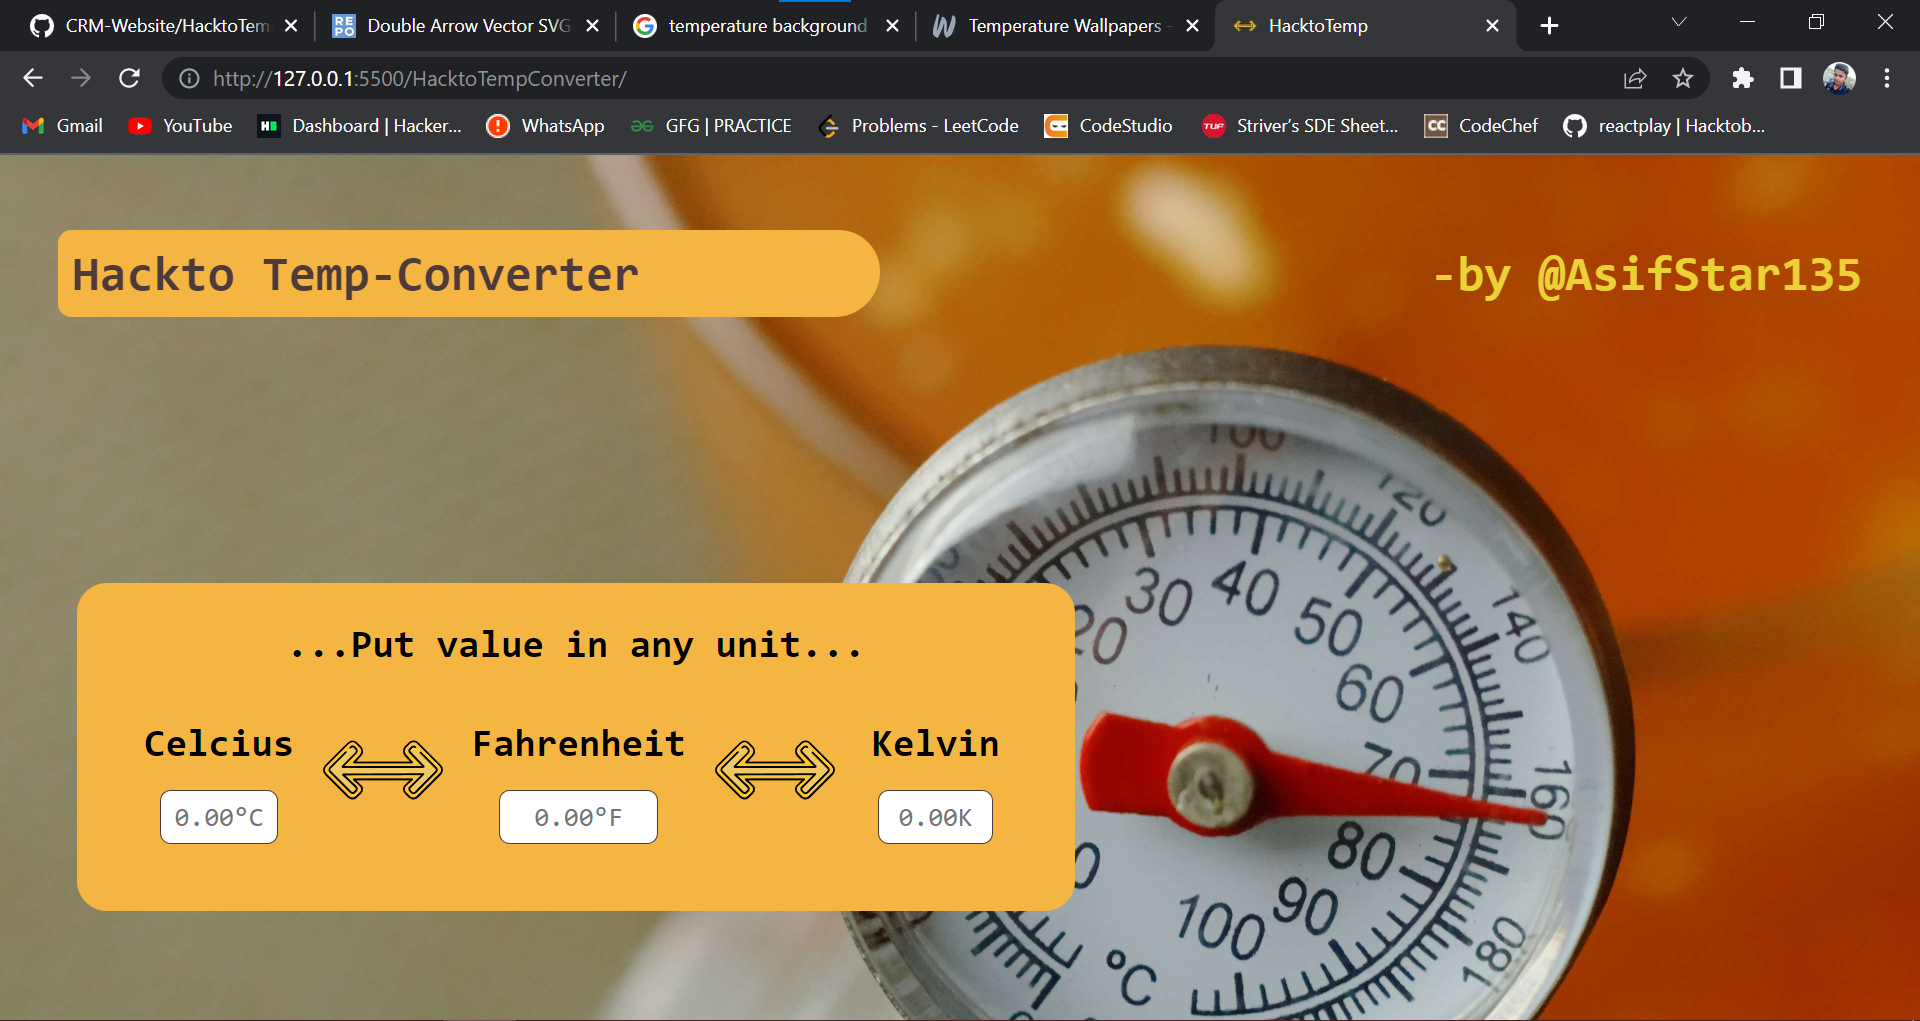 CRM-Website/HacktoTem
Double Arrow Vector SVG
temperature background
Temperature Wallpapers -
HacktoTemp
http://127.0.0.1:5500/HacktoTempConverter/
Gmail
YouTube
Dashboard | Hacker...
WhatsApp
GFG | PRACTICE
Problems - LeetCode
CodeStudio
Striver's SDE Sheet...
CodeChef
reactplay | Hacktob...
Hackto Temp-Converter
-by @AsifStar135
...Put value in any unit...
Celcius
Fahrenheit
Kelvin
0.00°C
0.00°F
0.00K
100
120
140
160
180
20
30
40
50
60
70
80
90
100
°C